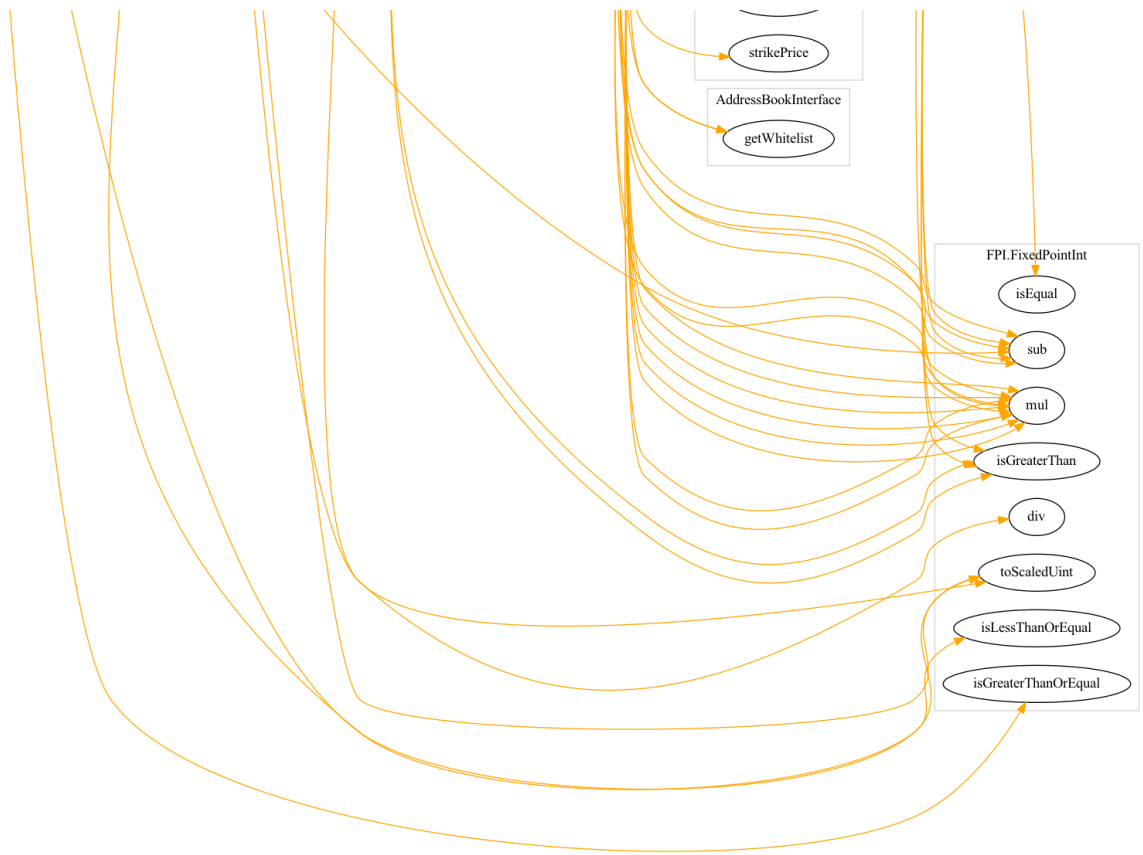 strikePrice
AddressBookInterface
getWhitelist
FPI.FixedPointInt
isEqual
sub
mul
isGreaterThan
div
toScaledUint
isLessThanOrEqual
isGreaterThanOrEqual